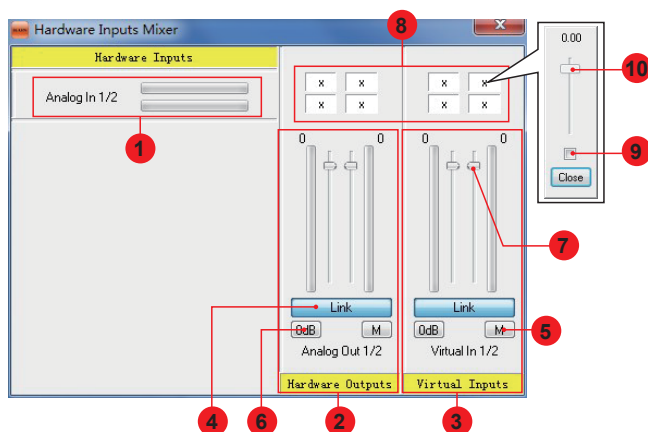 Hardware Inputs Mixer
8
0.00
Hardware Inputs
Analog In 1/2
x x x x
x x x x
10
1
0 0 0 0
9
Close
7
Link Link
4
0dB M 0dB M
5
6
Analog Out 1/2 Virtual In 1/2
Hardware Outputs Virtual Inputs
4 6 2 3